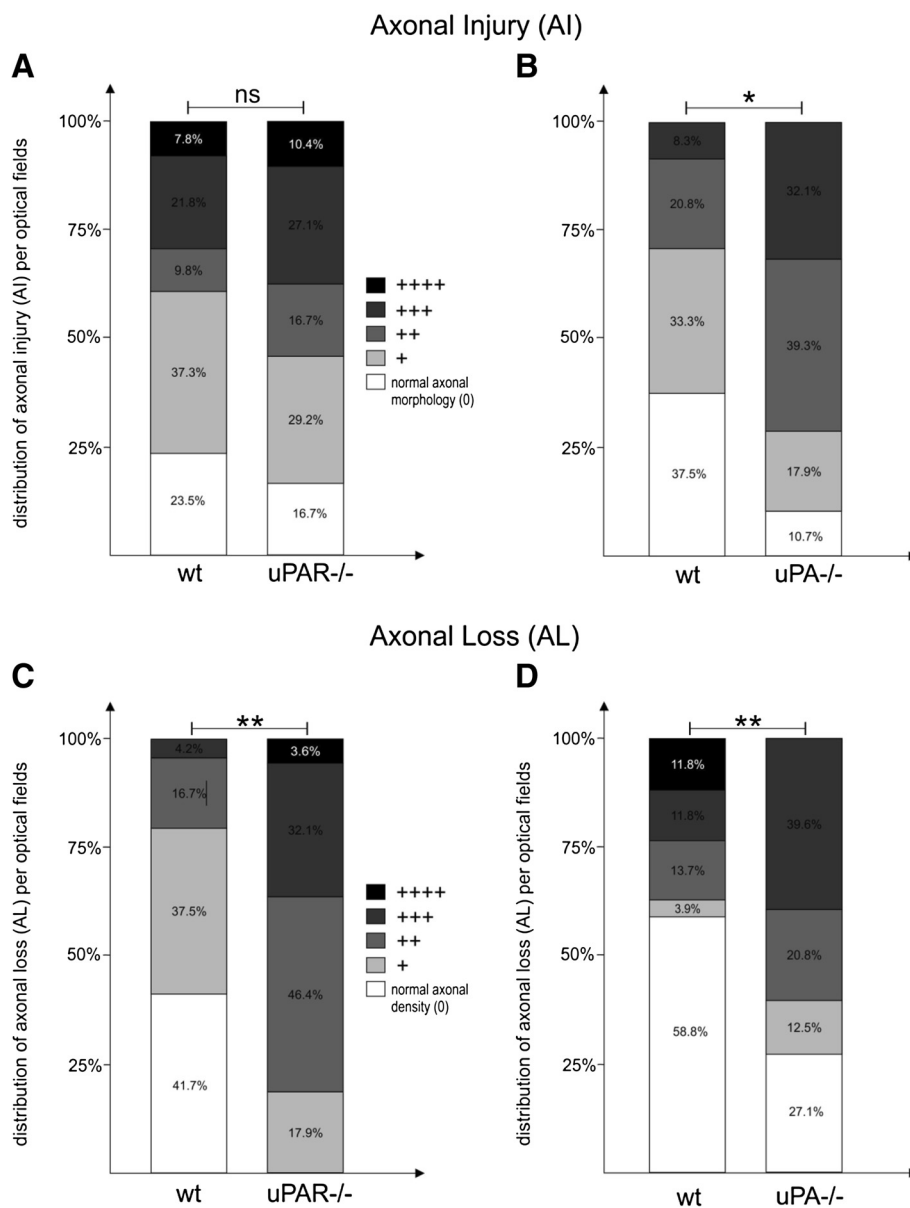 Axonal Injury (AI)
A
B
distribution of axonal injury (AI) per optical fields
100%
75%
50%
25%
ns
7.8%
21.8%
9.8%
37.3%
23.5%
10.4%
27.1%
16.7%
29.2%
16.7%
wt
uPAR-/-
++++
+++
++
+
normal axonal
morphology (0)
100%
75%
50%
25%
*
8.3%
20.8%
33.3%
37.5%
32.1%
39.3%
17.9%
10.7%
wt
uPA-/-
Axonal Loss (AL)
C
D
distribution of axonal loss (AL) per optical fields
100%
75%
50%
25%
**
4.2%
16.7%
37.5%
41.7%
3.6%
32.1%
46.4%
17.9%
wt
uPAR-/-
++++
+++
++
+
normal axonal
density (0)
distribution of axonal loss (AL) per optical fields
100%
75%
50%
25%
**
11.8%
11.8%
13.7%
3.9%
58.8%
39.6%
20.8%
12.5%
27.1%
wt
uPA-/-